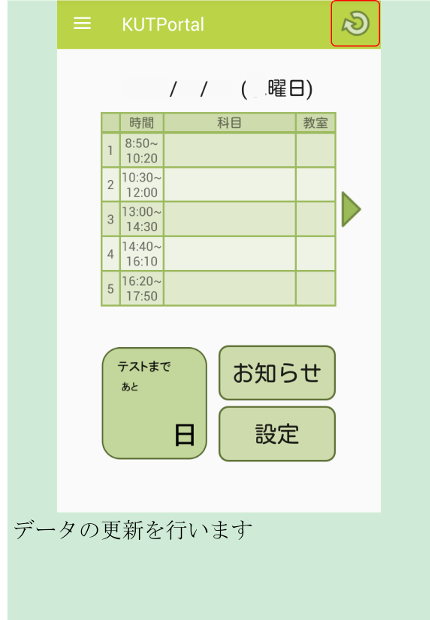 KUTPortal
/ / ( 曜日)
時間 科目 教室
1 8:50~
10:20
2 10:30~
12:00
3 13:00~
14:30
4 14:40~
16:10
5 16:20~
17:50
テストまで
あと
日
お知らせ
設定
データの更新を行います